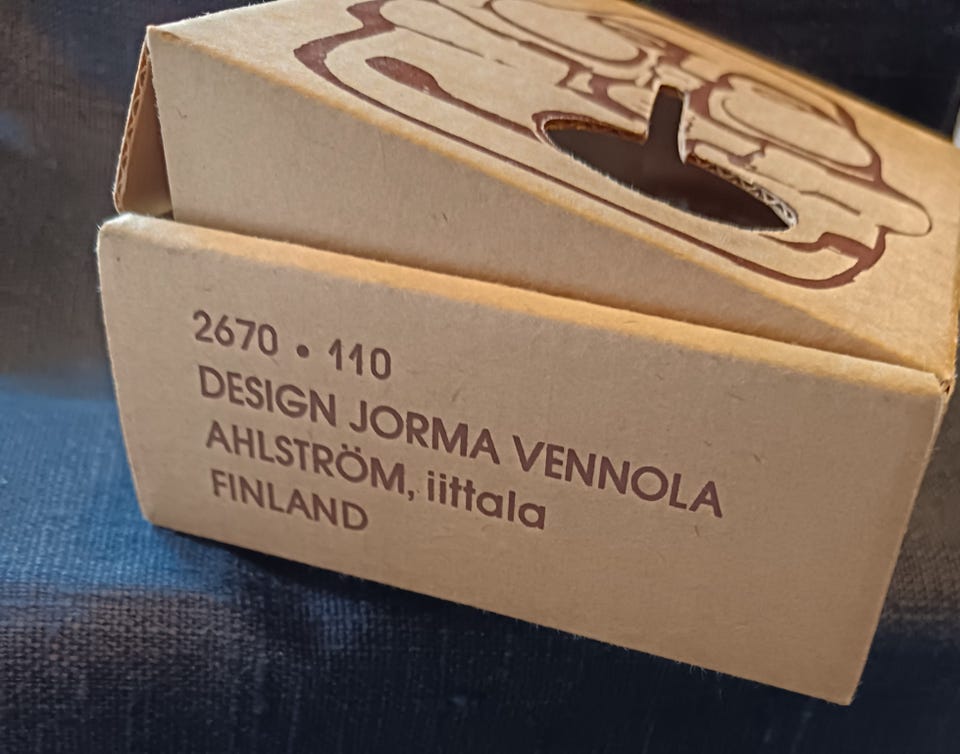 2670 • 110
DESIGN JORMA VENNOLA
AHLSTRÖM, iittala
FINLAND